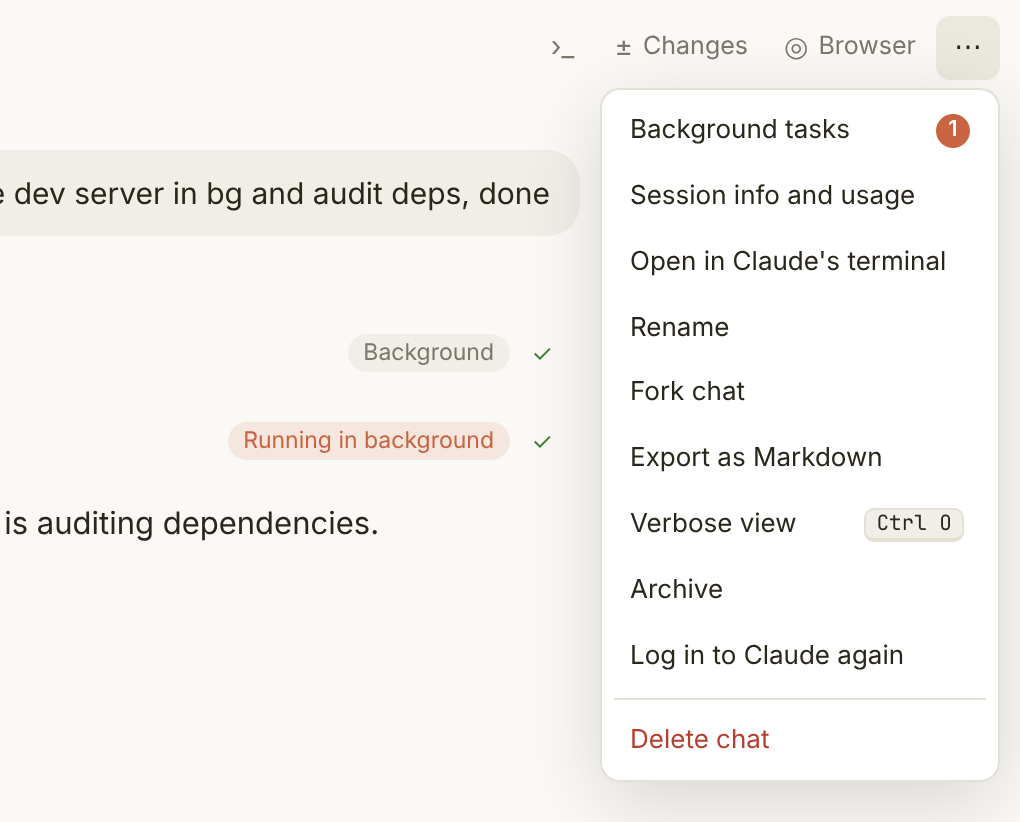 ›_ ± Changes ◎ Browser ⋯
dev server in bg and audit deps, done
Background ✓
Running in background ✓
is auditing dependencies.
Background tasks 1
Session info and usage
Open in Claude's terminal
Rename
Fork chat
Export as Markdown
Verbose view Ctrl O
Archive
Log in to Claude again
Delete chat